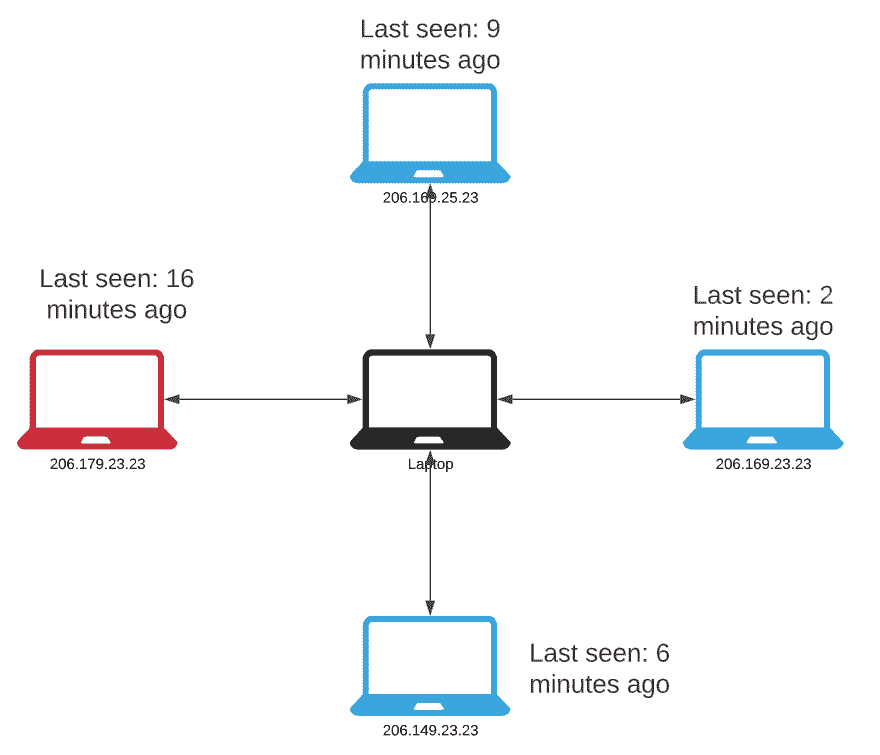 Last seen: 9
minutes ago
206.169.25.23
Last seen: 16
minutes ago
206.179.23.23
Laptop
Last seen: 2
minutes ago
206.169.23.23
Last seen: 6
minutes ago
206.149.23.23